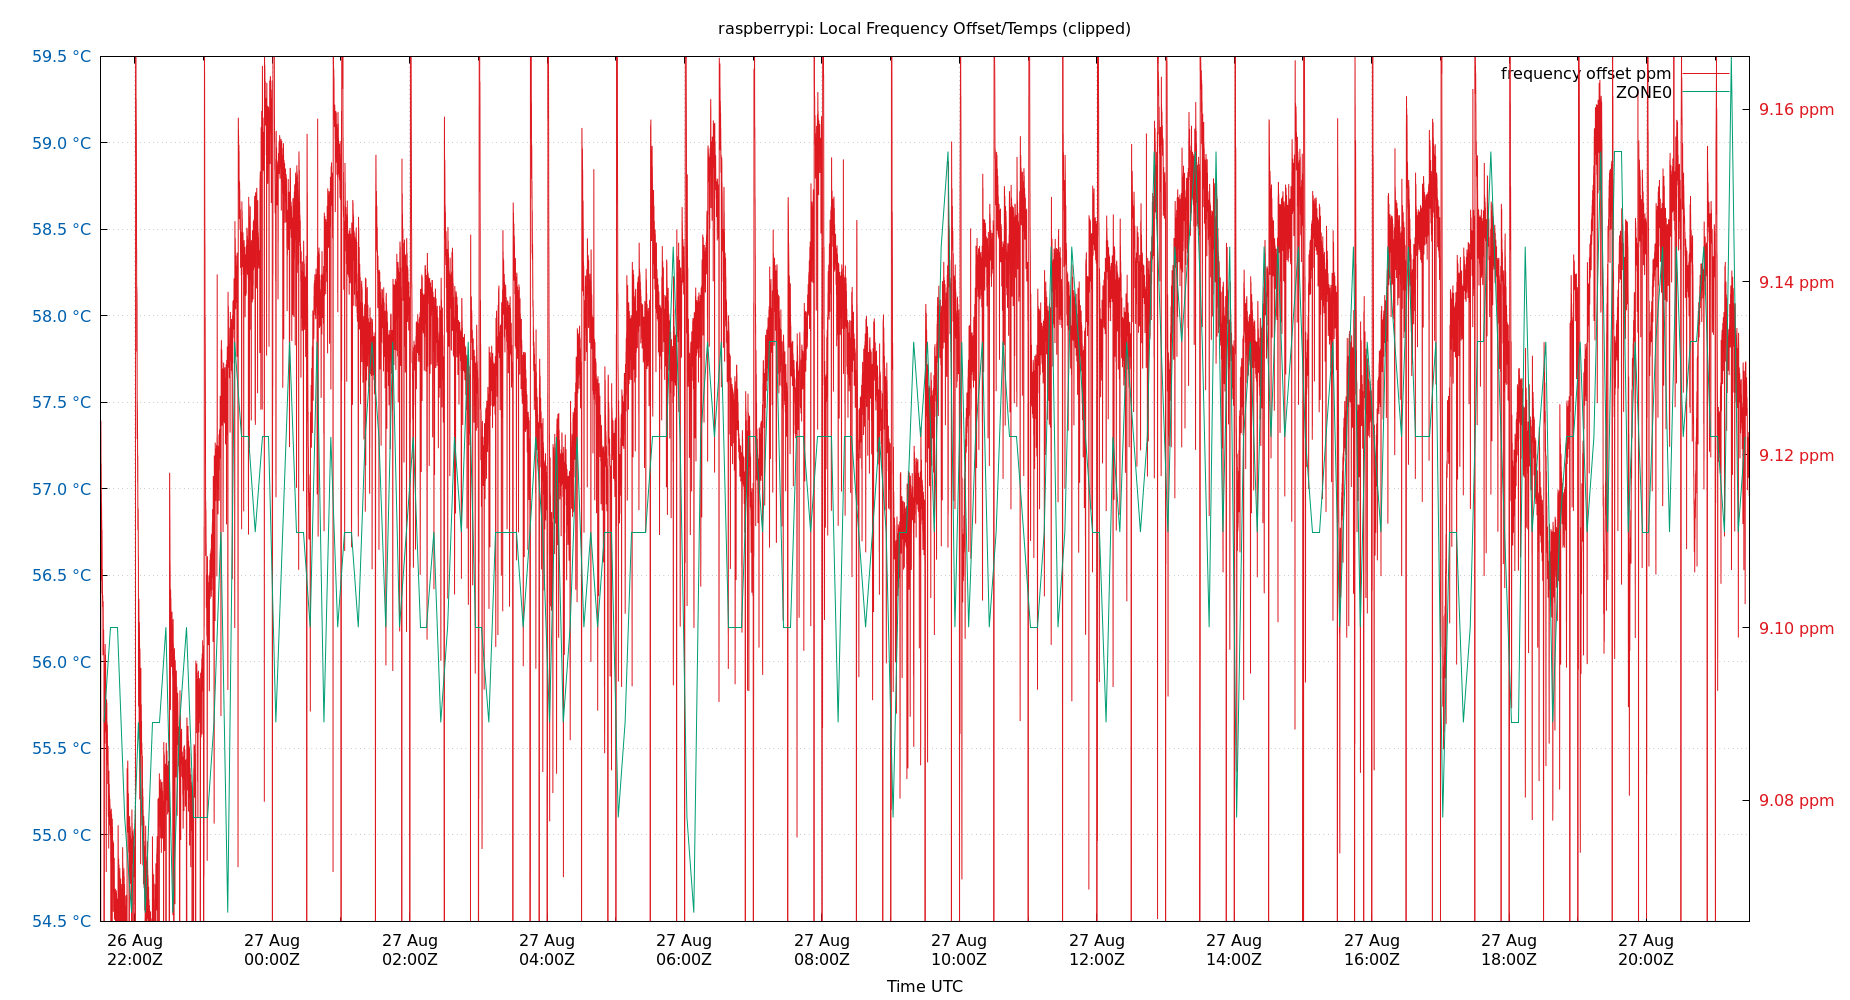 raspberrypi: Local Frequency Offset/Temps (clipped)
59.5 °C
59.0 °C
58.5 °C
58.0 °C
57.5 °C
57.0 °C
56.5 °C
56.0 °C
55.5 °C
55.0 °C
54.5 °C
frequency offset ppm
ZONE0
9.16 ppm
9.14 ppm
9.12 ppm
9.10 ppm
9.08 ppm
26 Aug 27 Aug 27 Aug 27 Aug 27 Aug 27 Aug 27 Aug 27 Aug 27 Aug 27 Aug 27 Aug 27 Aug
22:00Z 00:00Z 02:00Z 04:00Z 06:00Z 08:00Z 10:00Z 12:00Z 14:00Z 16:00Z 18:00Z 20:00Z
Time UTC